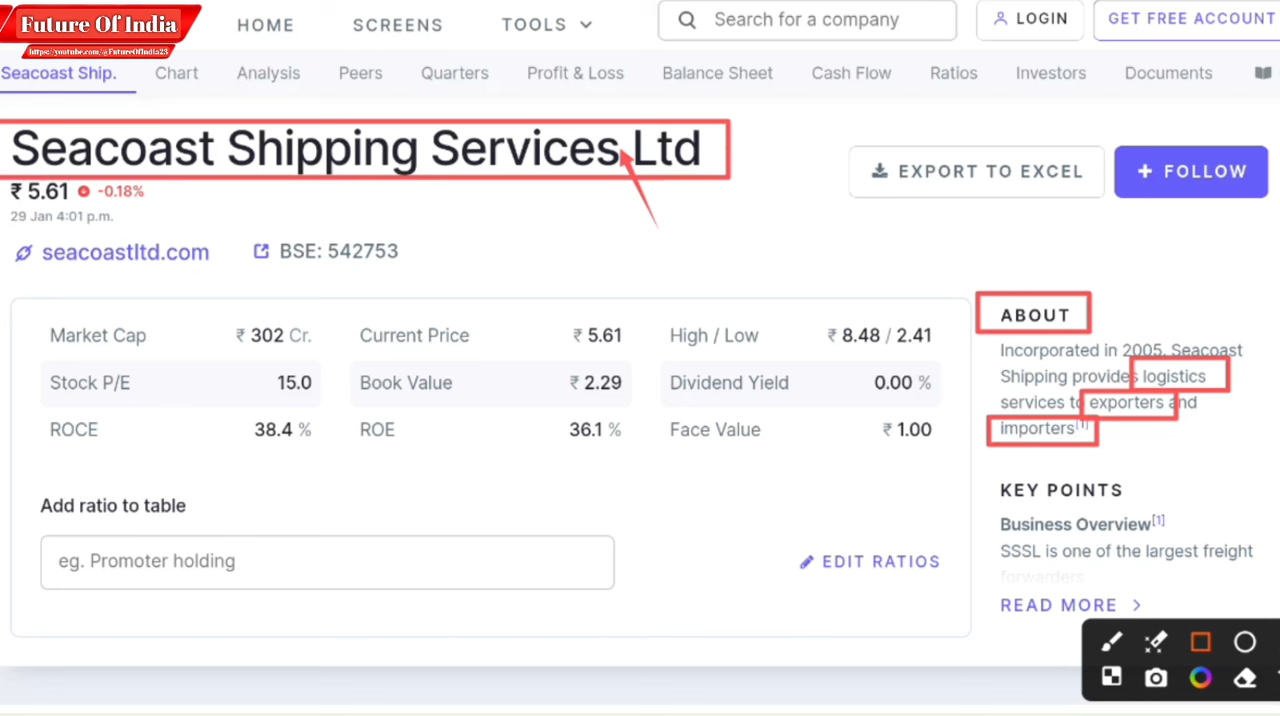 Future Of India
https://youtube.com/@FutureOfIndia23
HOME SCREENS TOOLS
Search for a company
LOGIN
GET FREE ACCOUNT
Seacoast Ship. Chart Analysis Peers Quarters Profit & Loss Balance Sheet Cash Flow Ratios Investors Documents
Seacoast Shipping Services Ltd
₹ 5.61 -0.18%
29 Jan 4:01 p.m.
EXPORT TO EXCEL
+ FOLLOW
seacoastltd.com BSE: 542753
Market Cap ₹ 302 Cr. Current Price ₹ 5.61 High / Low ₹ 8.48 / 2.41
Stock P/E 15.0 Book Value ₹ 2.29 Dividend Yield 0.00 %
ROCE 38.4 % ROE 36.1 % Face Value ₹ 1.00
Add ratio to table
eg. Promoter holding
EDIT RATIOS
ABOUT
Incorporated in 2005, Seacoast
Shipping provides logistics
services to exporters and
importers[1]
KEY POINTS
Business Overview[1]
SSSL is one of the largest freight
forwarders
READ MORE